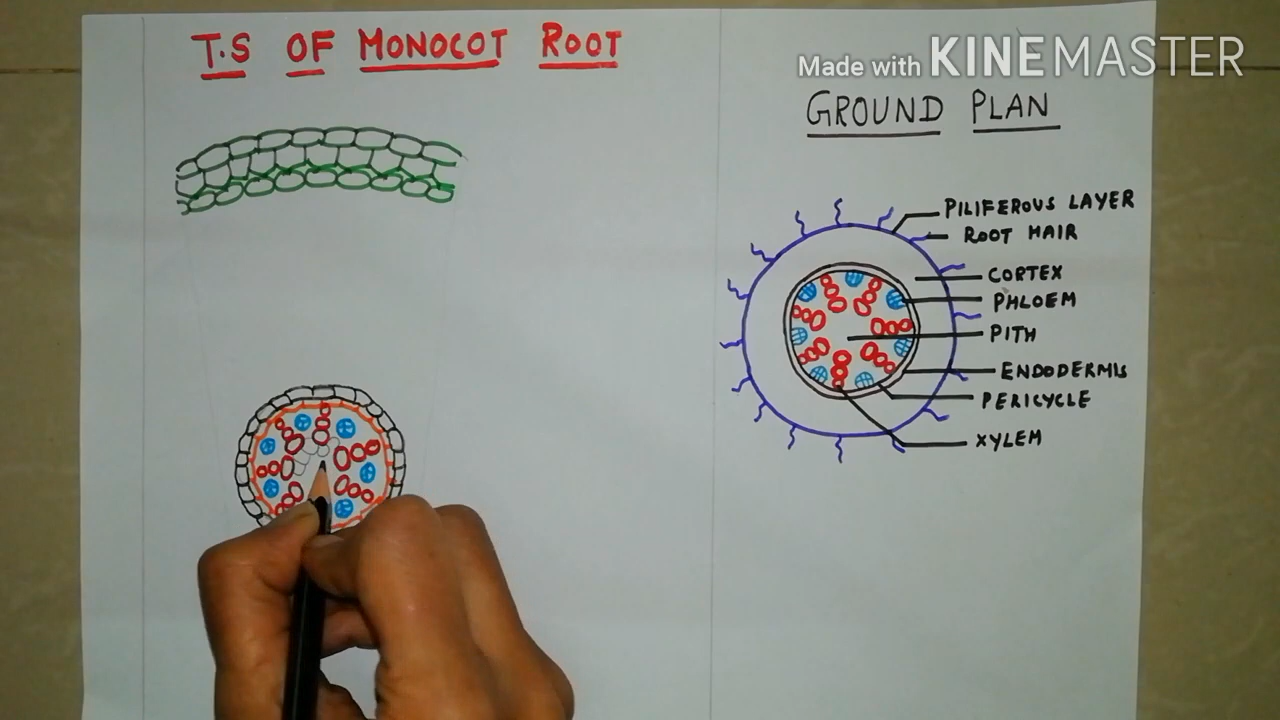 T.S OF MONOCOT ROOT
Made with KINEMASTER
GROUND PLAN
PILIFEROUS LAYER
ROOT HAIR
CORTEX
PHLOEM
PITH
ENDODERMIS
PERICYCLE
XYLEM